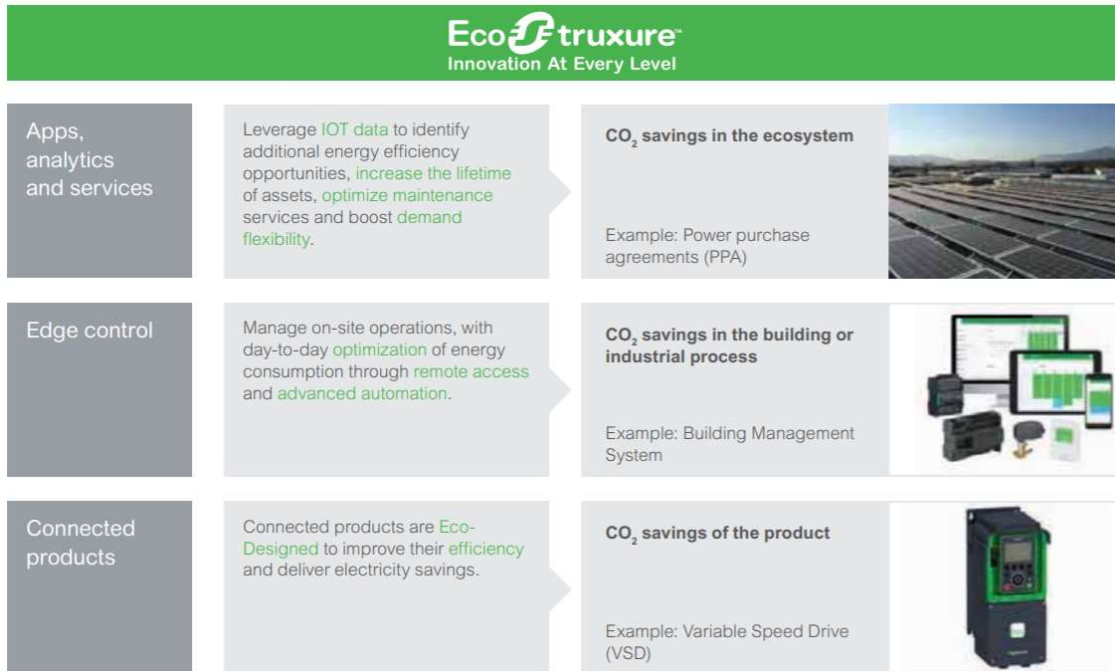 EcoStruxure™
Innovation At Every Level
Apps,
analytics
and services
Leverage IOT data to identify
additional energy efficiency
opportunities, increase the lifetime
of assets, optimize maintenance
services and boost demand
flexibility.
CO₂ savings in the ecosystem
Example: Power purchase
agreements (PPA)
Edge control
Manage on-site operations, with
day-to-day optimization of energy
consumption through remote access
and advanced automation.
CO₂ savings in the building or
industrial process
Example: Building Management
System
Connected
products
Connected products are Eco-
Designed to improve their efficiency
and deliver electricity savings.
CO₂ savings of the product
Example: Variable Speed Drive
(VSD)